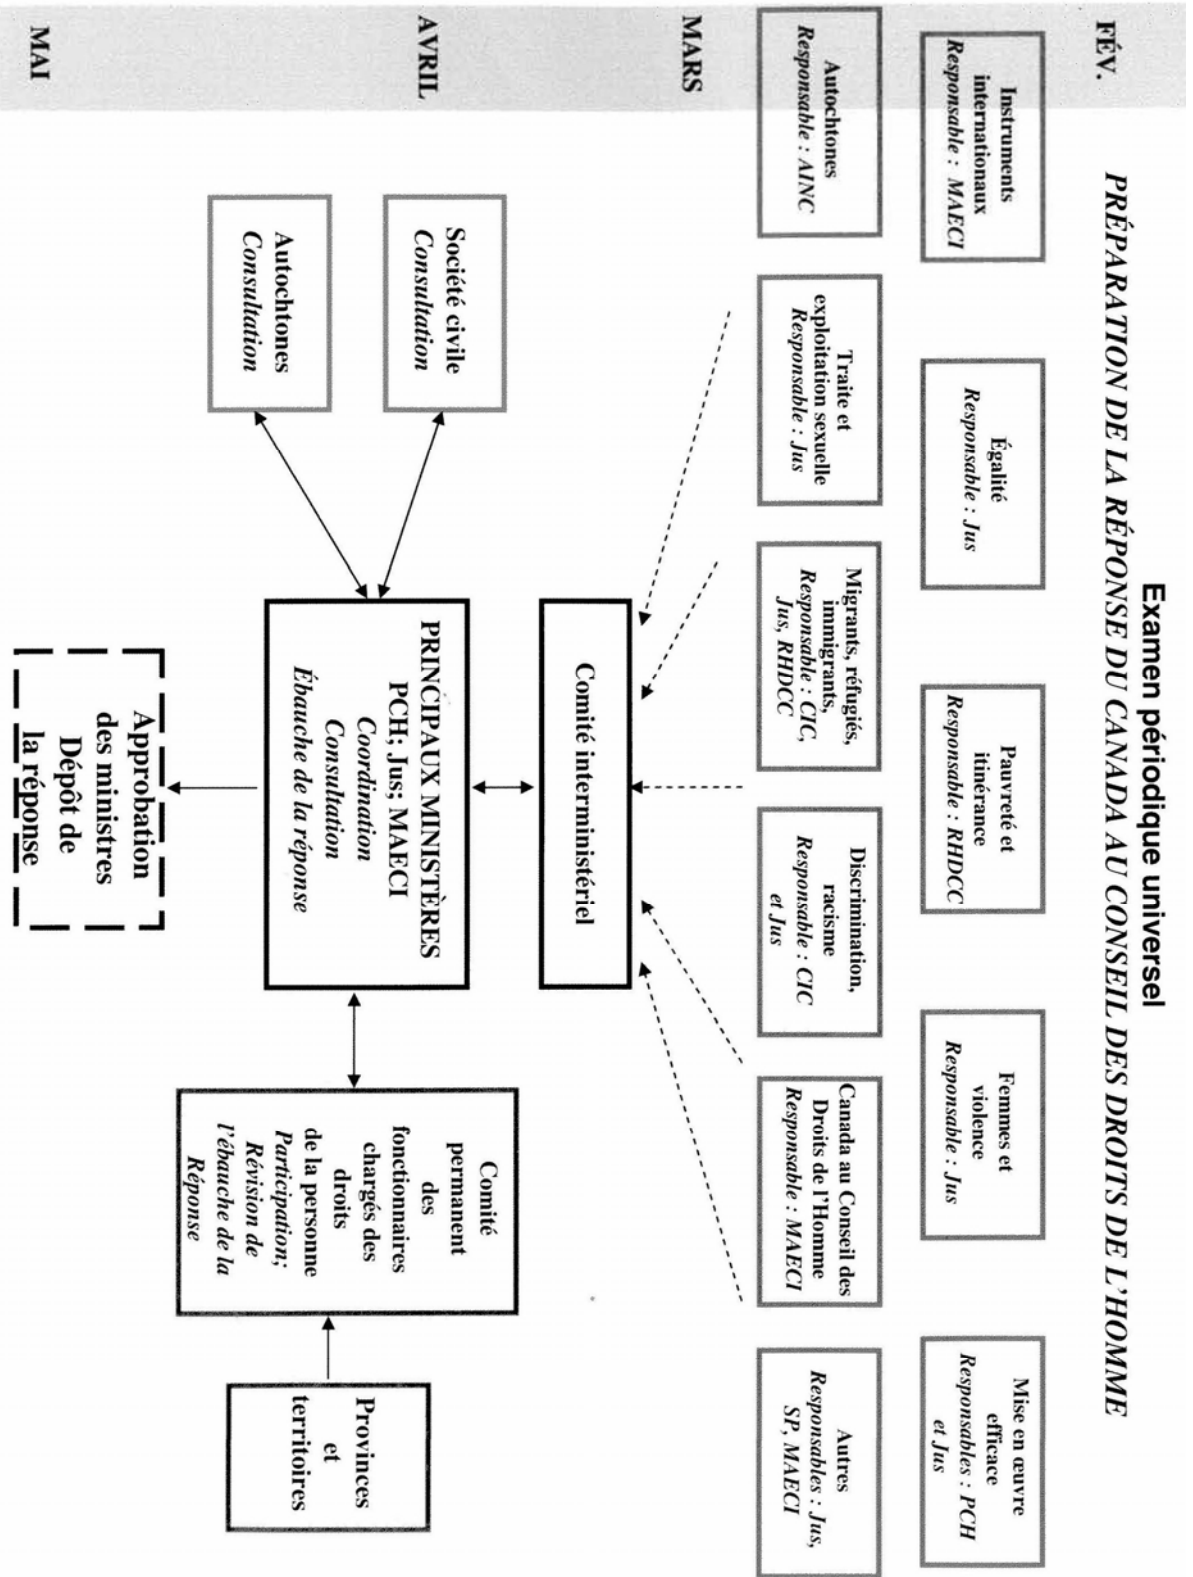 Examen périodique universel
PRÉPARATION DE LA RÉPONSE DU CANADA AU CONSEIL DES DROITS DE L'HOMME
FÉV.
Instruments
internationaux
Responsable : MAECI
Égalité
Responsable : Jus
Pauvreté et
itinérance
Responsable : RHDCC
Femmes et
violence
Responsable : Jus
Mise en œuvre
efficace
Responsables : PCH
et Jus
Autochtones
Responsable : AINC
Traite et
exploitation sexuelle
Responsable : Jus
Migrants, réfugiés,
immigrants,
Responsable : CIC,
Jus, RHDCC
Discrimination,
racisme
Responsable : CIC
et Jus
Canada au Conseil des
Droits de l'Homme
Responsable : MAECI
Autres
Responsables : Jus,
SP, MAECI
MARS
Comité interministériel
AVRIL
Société civile
Consultation
Autochtones
Consultation
PRINCIPAUX MINISTÈRES
PCH; Jus; MAECI
Coordination
Consultation
Ébauche de la réponse
Comité
permanent
des
fonctionnaires
chargés des
droits
de la personne
Participation;
Révision de
l'ébauche de la
Réponse
Provinces
et
territoires
MAI
Approbation
des ministres
Dépôt de
la réponse